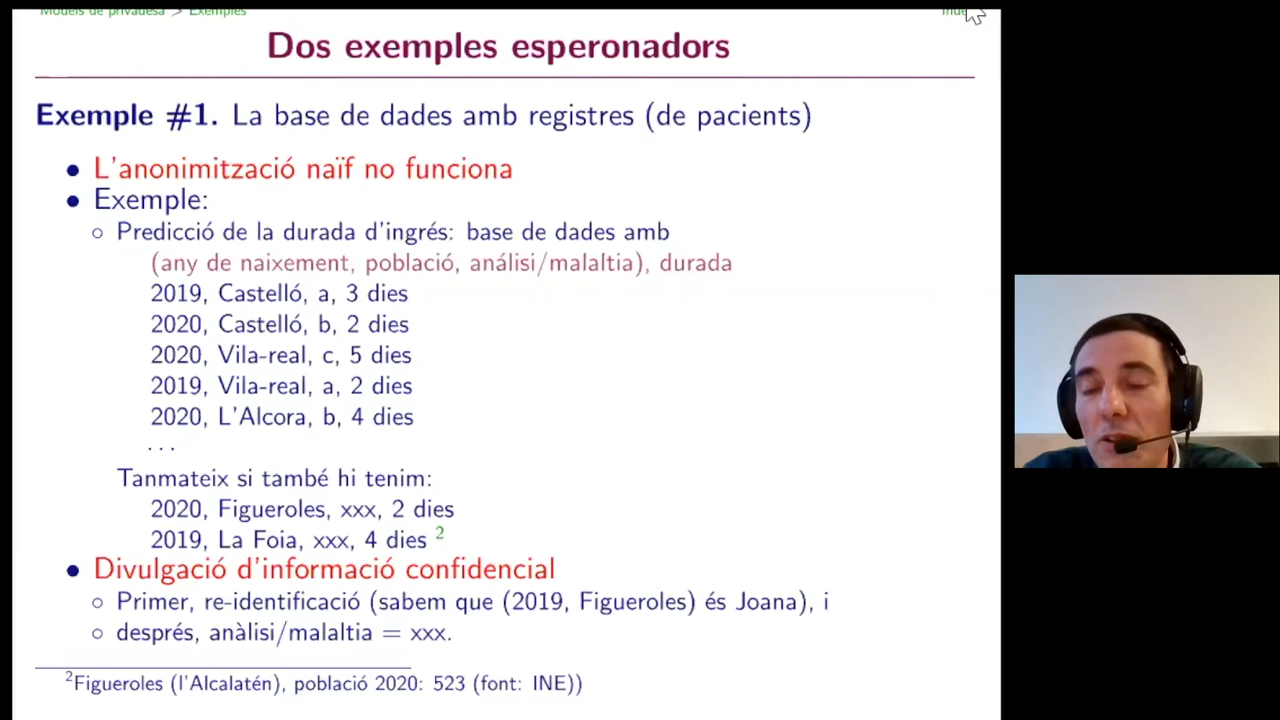 Models de privadesa > Exemples
Dos exemples esperonadors
Exemple #1. La base de dades amb registres (de pacients)
• L'anonimització naïf no funciona
• Exemple:
○ Predicció de la durada d'ingrés: base de dades amb
(any de naixement, població, análisi/malaltia), durada
2019, Castelló, a, 3 dies
2020, Castelló, b, 2 dies
2020, Vila-real, c, 5 dies
2019, Vila-real, a, 2 dies
2020, L'Alcora, b, 4 dies
...
Tanmateix si també hi tenim:
2020, Figueroles, xxx, 2 dies
2019, La Foia, xxx, 4 dies 2
• Divulgació d'informació confidencial
○ Primer, re-identificació (sabem que (2019, Figueroles) és Joana), i
○ després, anàlisi/malaltia = xxx.
2Figueroles (l'Alcalatén), població 2020: 523 (font: INE))